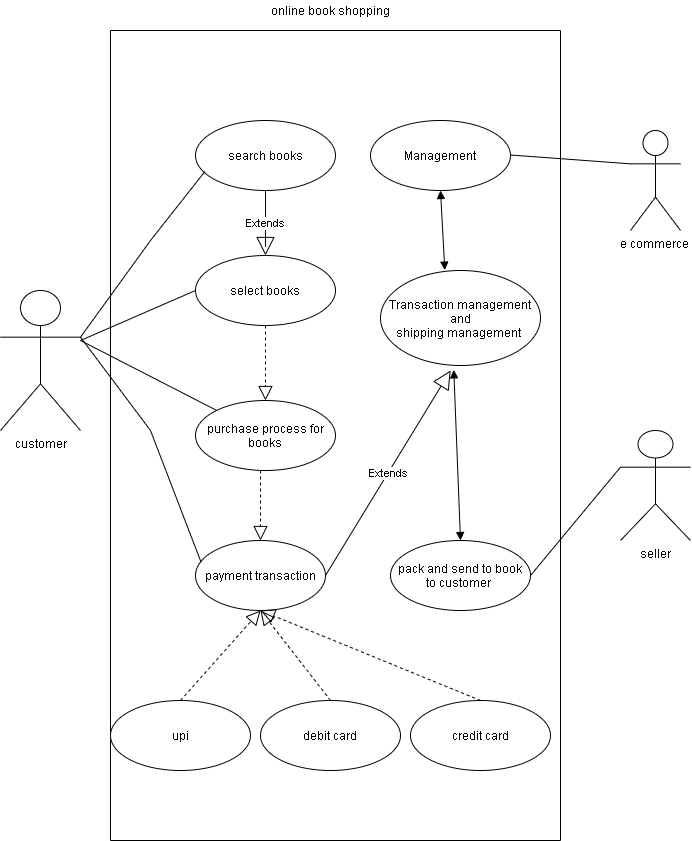 online book shopping
search books
Management
Extends
e commerce
select books
Transaction management
and
shipping management
customer
purchase process for
books
Extends
seller
payment transaction
pack and send to book
to customer
upi
debit card
credit card